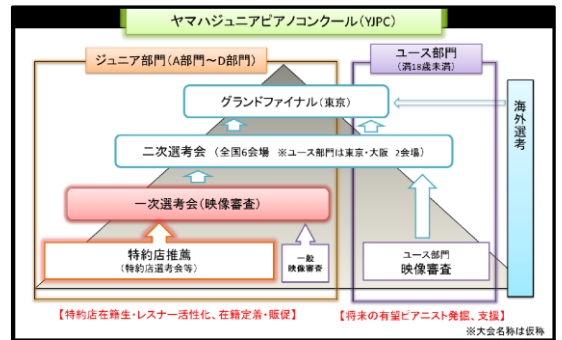 ヤマハジュニアピアノコンクール(YJPC)
ジュニア部門(A部門～D部門)
ユース部門
(満18歳未満)
グランドファイナル(東京)
海外選考
二次選考会 (全国6会場 ※ユース部門は東京・大阪 2会場)
一次選考会(映像審査)
特約店推薦
(特約店選考会等)
一般
映像審査
ユース部門
映像審査
【特約店在籍生・レスナー活性化、在籍定着・販促】
【将来の有望ピアニスト発掘、支援】
※大会名称は仮称